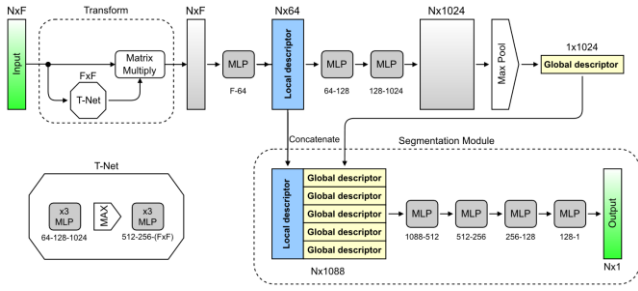 NxF
Transform
NxF
Nx64
Nx1024
Input
FxF
T-Net
Matrix
Multiply
MLP
F-64
Local descriptor
MLP
64-128
MLP
128-1024
Max Pool
1x1024
Global descriptor
Concatenate
Segmentation Module
T-Net
x3
MLP
64-128-1024
MAX
x3
MLP
512-256-(FxF)
Local descriptor
Global descriptor
Global descriptor
Global descriptor
Global descriptor
Global descriptor
Nx1088
MLP
1088-512
MLP
512-256
MLP
256-128
MLP
128-1
Output
Nx1